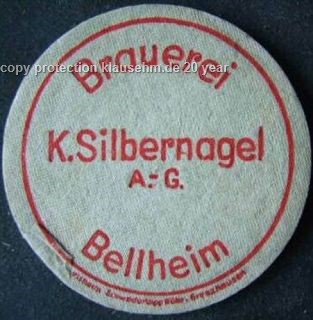 Brauerei
copy protection klausehm.de 20 year
K.Silbernagel
A.-G.
Bellheim